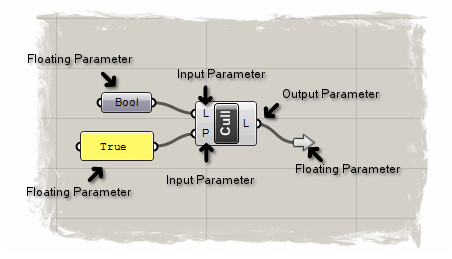 Floating Parameter
Input Parameter
Output Parameter
Bool
L
Cull
L
P
True
Floating Parameter
Floating Parameter
Input Parameter